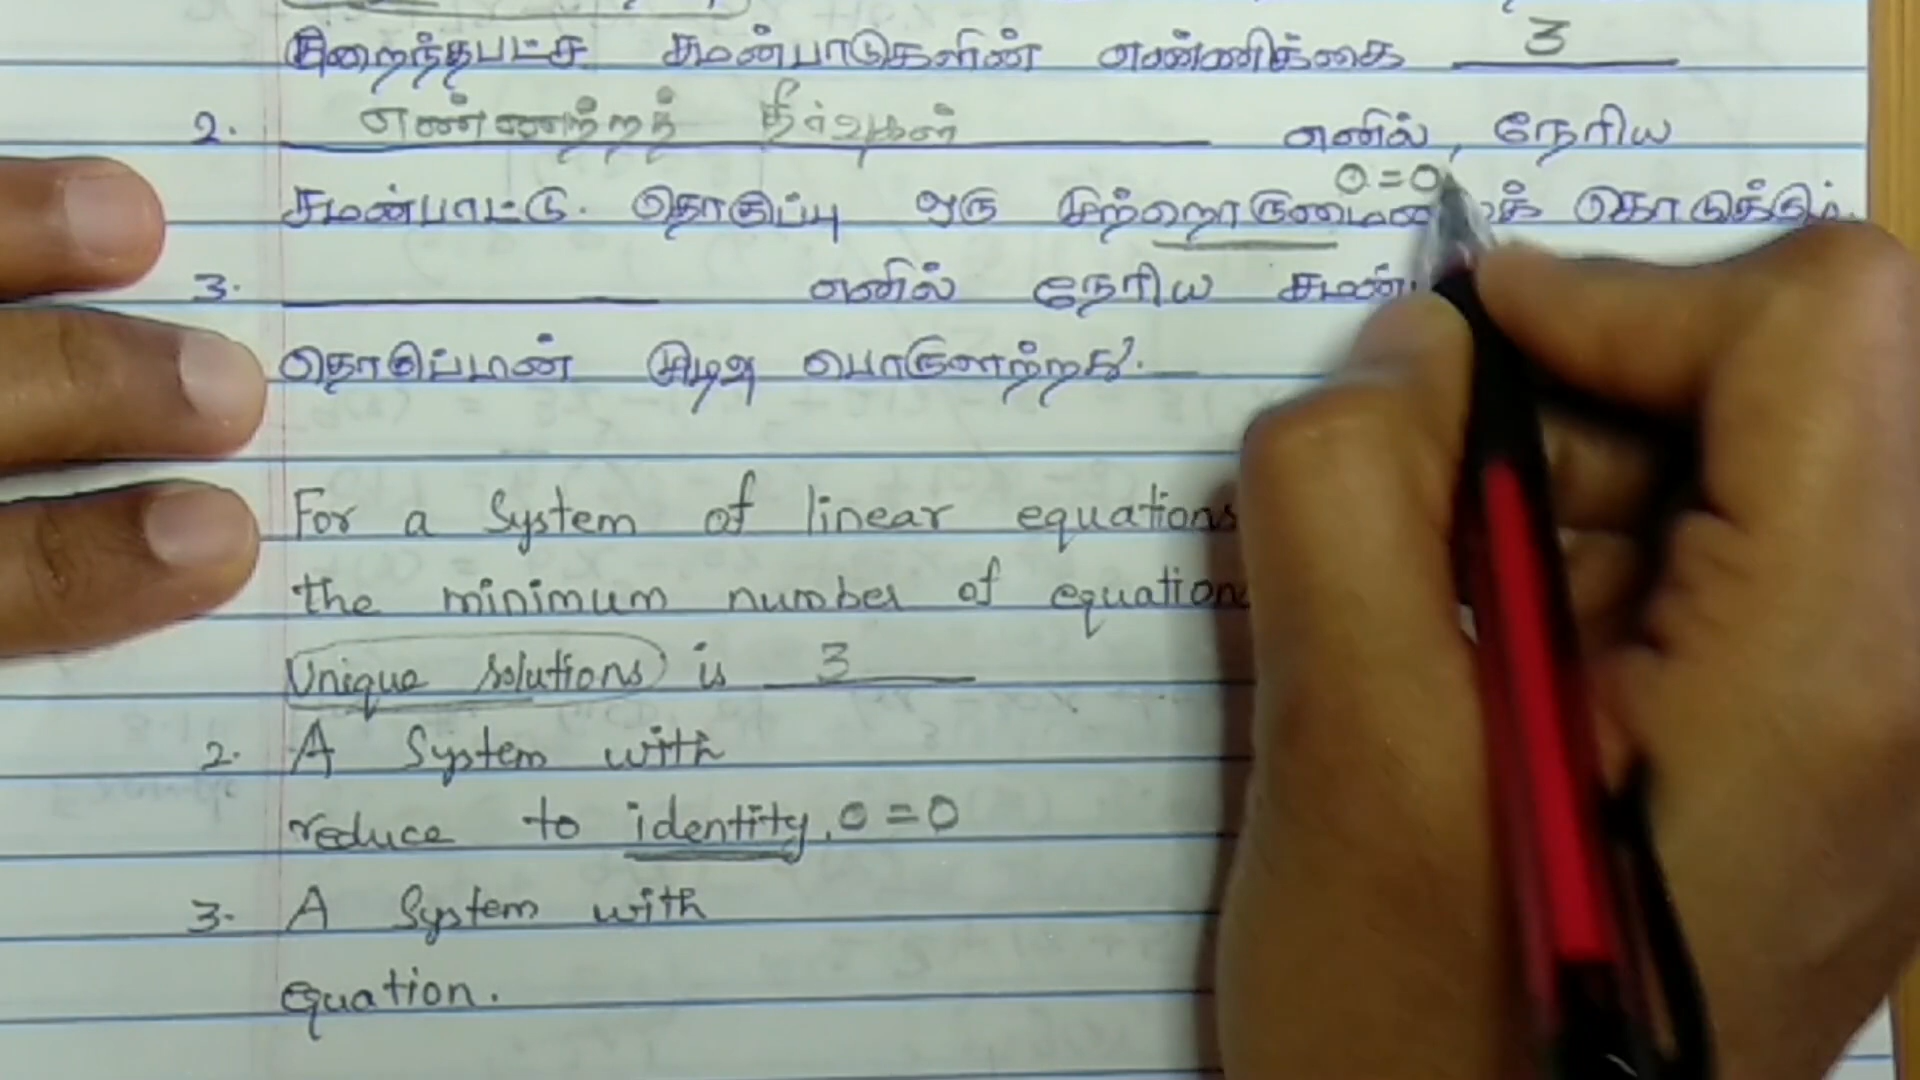 குறைந்தபட்ச சமன்பாடுகளின் எண்ணிக்கை 3
2. எண்ணற்றத் தீர்வுகள் எனில், நேரிய
0=0
சமன்பாட்டு தொகுப்பு ஒரு கொடுக்கும்.
3. எனில் நேரிய
தொகுப்பின் முடிவு பொருளற்றது.
For a System of linear equations
the minimum number of equation
Unique solutions is 3
2. A System with
reduce to identity. 0=0
3. A System with
equation.